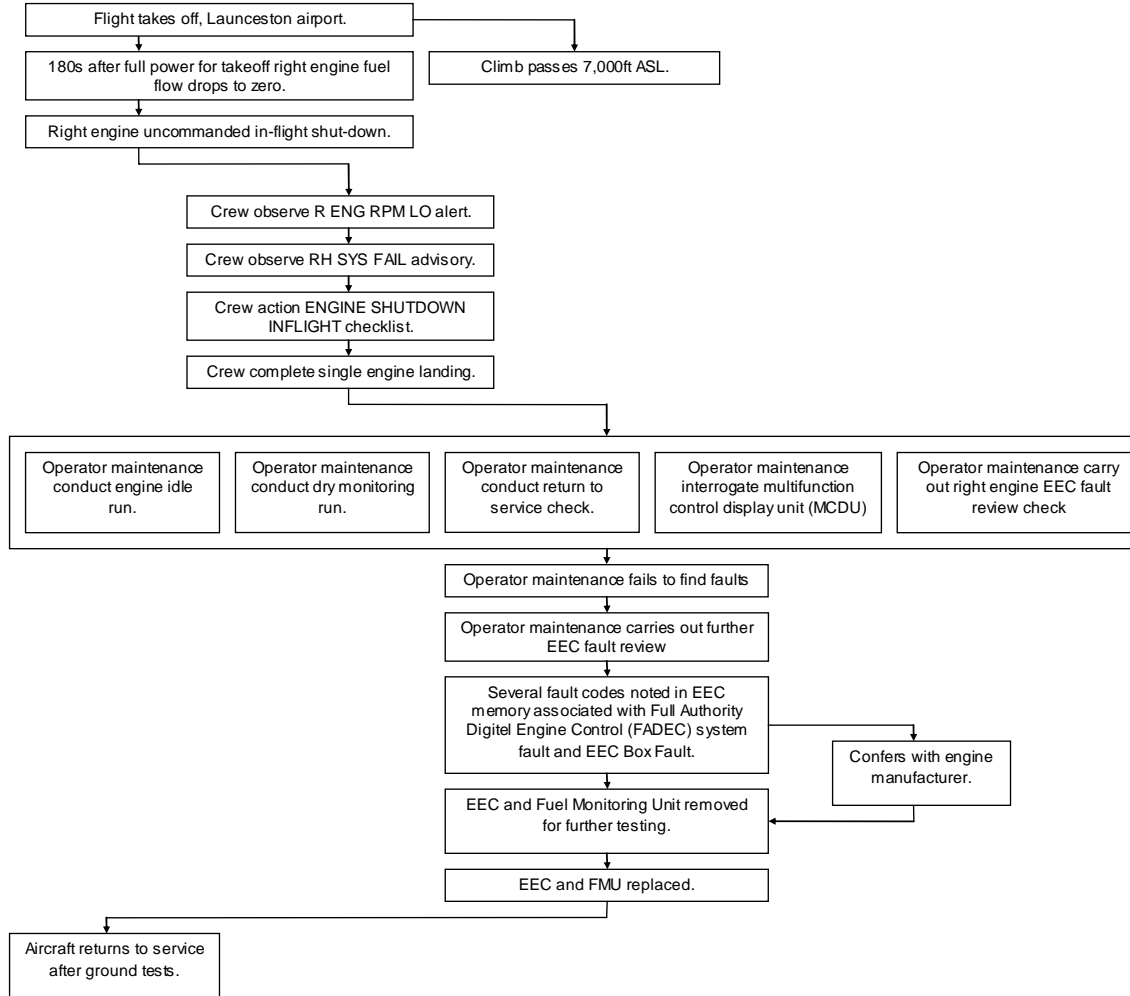 Flight takes off, Launceston airport.
180s after full power for takeoff right engine fuel
flow drops to zero.
Climb passes 7,000ft ASL.
Right engine uncommanded in-flight shut-down.
Crew observe R ENG RPM LO alert.
Crew observe RH SYS FAIL advisory.
Crew action ENGINE SHUTDOWN
INFLIGHT checklist.
Crew complete single engine landing.
Operator maintenance
conduct engine idle
run.
Operator maintenance
conduct dry monitoring
run.
Operator maintenance
conduct return to
service check.
Operator maintenance
interrogate multifunction
control display unit (MCDU)
Operator maintenance carry
out right engine EEC fault
review check
Operator maintenance fails to find faults
Operator maintenance carries out further
EEC fault review
Several fault codes noted in EEC
memory associated with Full Authority
Digitel Engine Control (FADEC) system
fault and EEC Box Fault.
Confers with engine
manufacturer.
EEC and Fuel Monitoring Unit removed
for further testing.
EEC and FMU replaced.
Aircraft returns to service
after ground tests.